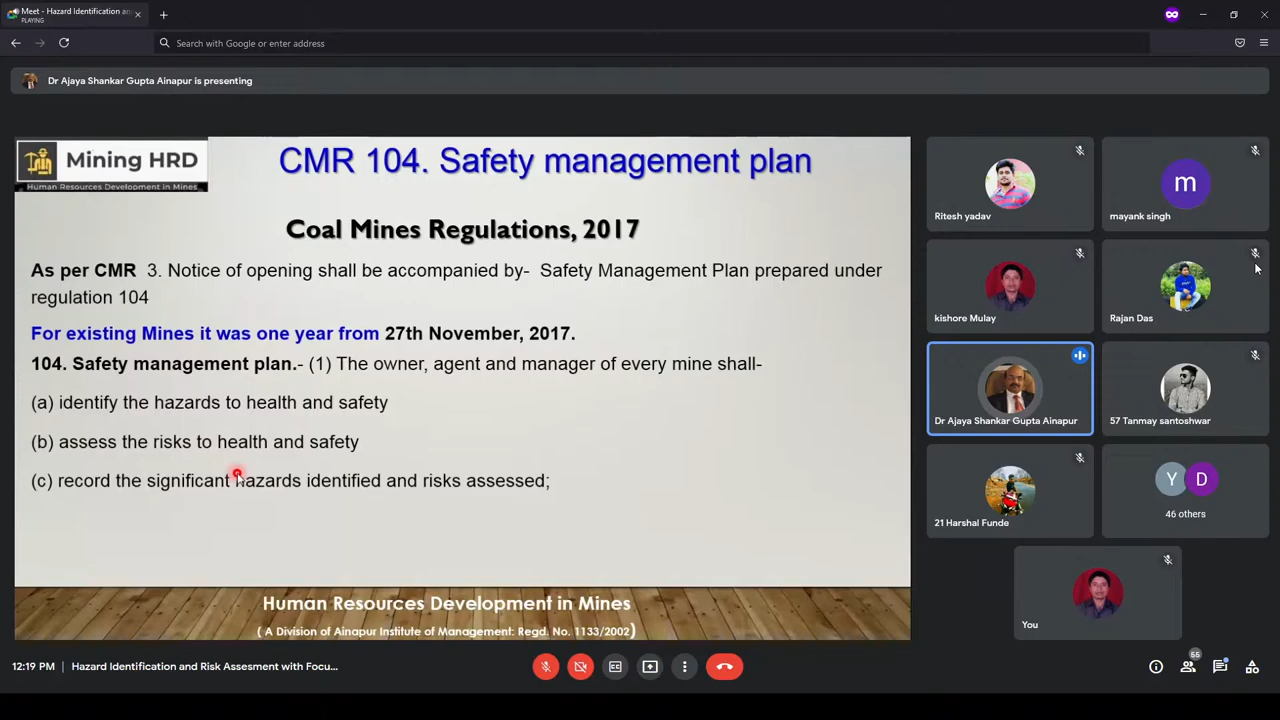 Meet - Hazard Identification and
PLAYING
Search with Google or enter address
Dr Ajaya Shankar Gupta Ainapur is presenting
Mining HRD
Human Resources Development in Mines
CMR 104. Safety management plan
Coal Mines Regulations, 2017
As per CMR 3. Notice of opening shall be accompanied by- Safety Management Plan prepared under
regulation 104
For existing Mines it was one year from 27th November, 2017.
104. Safety management plan.- (1) The owner, agent and manager of every mine shall-
(a) identify the hazards to health and safety
(b) assess the risks to health and safety
(c) record the significant hazards identified and risks assessed;
Human Resources Development in Mines
( A Division of Ainapur Institute of Management: Regd. No. 1133/2002)
Ritesh yadav
m
mayank singh
kishore Mulay
Rajan Das
Dr Ajaya Shankar Gupta Ainapur
57 Tanmay santoshwar
21 Harshal Funde
Y D
46 others
You
12:19 PM | Hazard Identification and Risk Assesment with Focu...
55